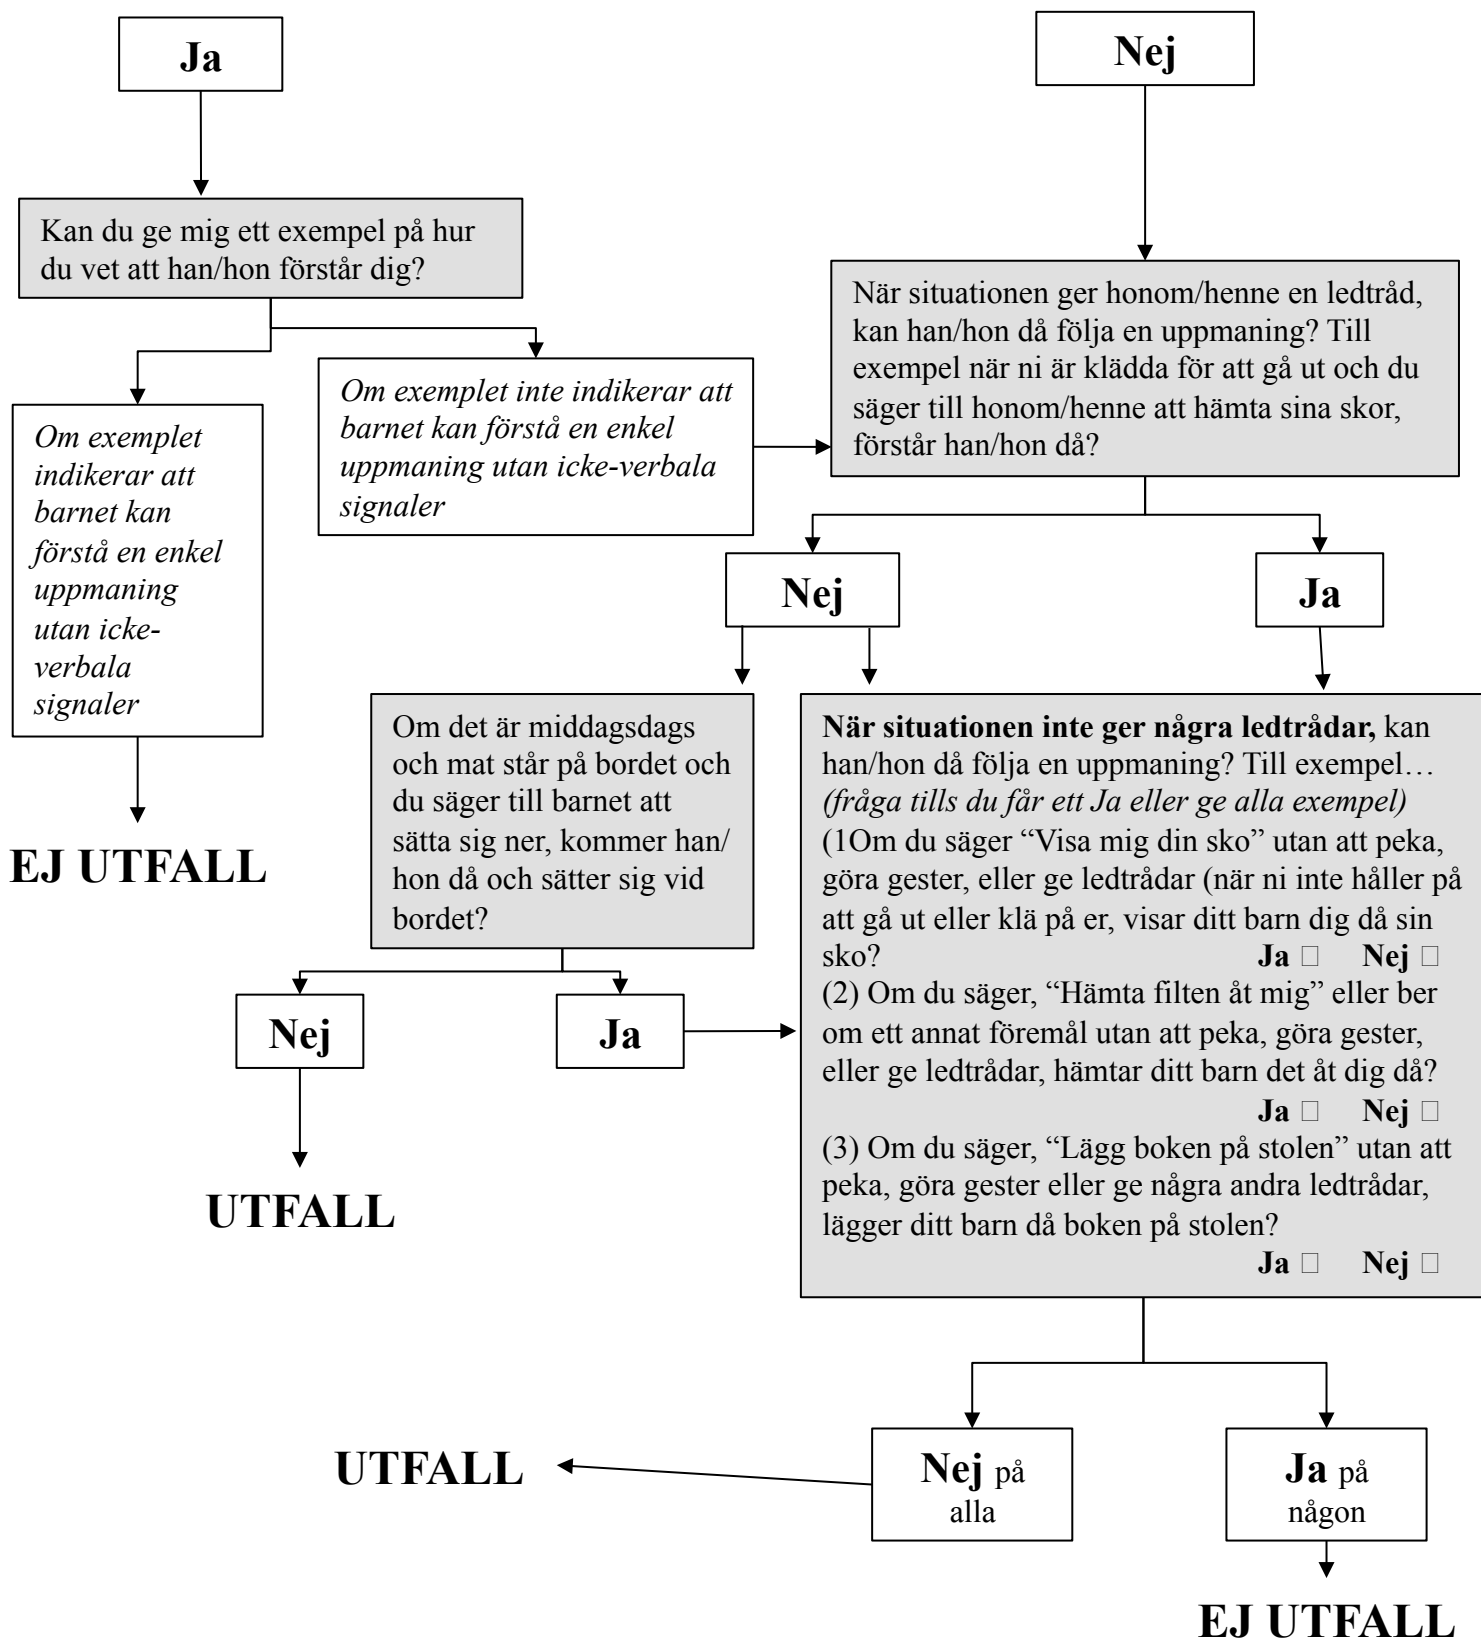 Ja
Nej
Kan du ge mig ett exempel på hur
du vet att han/hon förstår dig?
När situationen ger honom/henne en ledtråd,
kan han/hon då följa en uppmaning? Till
exempel när ni är klädda för att gå ut och du
säger till honom/henne att hämta sina skor,
förstår han/hon då?
Om exemplet inte indikerar att
barnet kan förstå en enkel
uppmaning utan icke-verbala
signaler
Om exemplet
indikerar att
barnet kan
förstå en enkel
uppmaning
utan icke-
verbala
signaler
EJ UTFALL
Nej
Ja
Om det är middagsdags
och mat står på bordet och
du säger till barnet att
sätta sig ner, kommer han/
hon då och sätter sig vid
bordet?
Nej
Ja
UTFALL
När situationen inte ger några ledtrådar, kan
han/hon då följa en uppmaning? Till exempel…
(fråga tills du får ett Ja eller ge alla exempel)
(1Om du säger “Visa mig din sko” utan att peka,
göra gester, eller ge ledtrådar (när ni inte håller på
att gå ut eller klä på er, visar ditt barn dig då sin
sko? Ja □ Nej □
(2) Om du säger, “Hämta filten åt mig” eller ber
om ett annat föremål utan att peka, göra gester,
eller ge ledtrådar, hämtar ditt barn det åt dig då?
Ja □ Nej □
(3) Om du säger, “Lägg boken på stolen” utan att
peka, göra gester eller ge några andra ledtrådar,
lägger ditt barn då boken på stolen?
Ja □ Nej □
UTFALL
Nej på
alla
Ja på
någon
EJ UTFALL